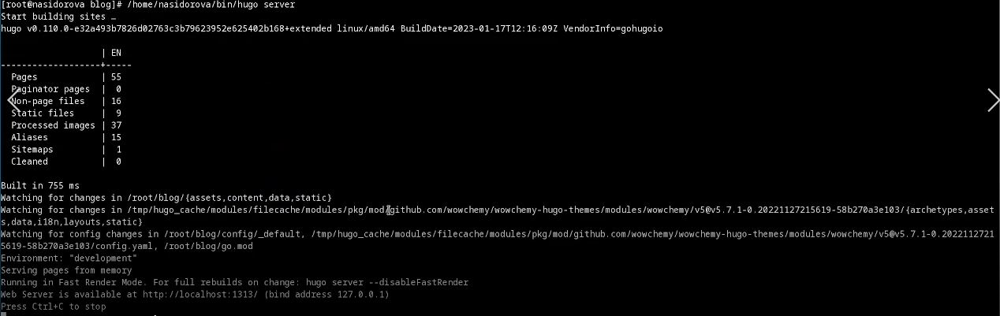 [root@nasidorova blog]# /home/nasidorova/bin/hugo server
Start building sites …
hugo v0.110.0-e32a493b7826d02763c3b79623952e625402b168+extended linux/amd64 BuildDate=2023-01-17T12:16:09Z VendorInfo=gohugoio
                   | EN
-------------------+-----
  Pages            | 55
  Paginator pages  |  0
  Non-page files   | 16
  Static files     |  9
  Processed images | 37
  Aliases          | 15
  Sitemaps         |  1
  Cleaned          |  0
Built in 755 ms
Watching for changes in /root/blog/{assets,content,data,static}
Watching for changes in /tmp/hugo_cache/modules/filecache/modules/pkg/mod/github.com/wowchemy/wowchemy-hugo-themes/modules/wowchemy/v5@v5.7.1-0.20221127215619-58b270a3e103/{archetypes,asset
s,data,i18n,layouts,static}
Watching for config changes in /root/blog/config/_default, /tmp/hugo_cache/modules/filecache/modules/pkg/mod/github.com/wowchemy/wowchemy-hugo-themes/modules/wowchemy/v5@v5.7.1-0.2022112721
5619-58b270a3e103/config.yaml, /root/blog/go.mod
Environment: "development"
Serving pages from memory
Running in Fast Render Mode. For full rebuilds on change: hugo server --disableFastRender
Web Server is available at http://localhost:1313/ (bind address 127.0.0.1)
Press Ctrl+C to stop